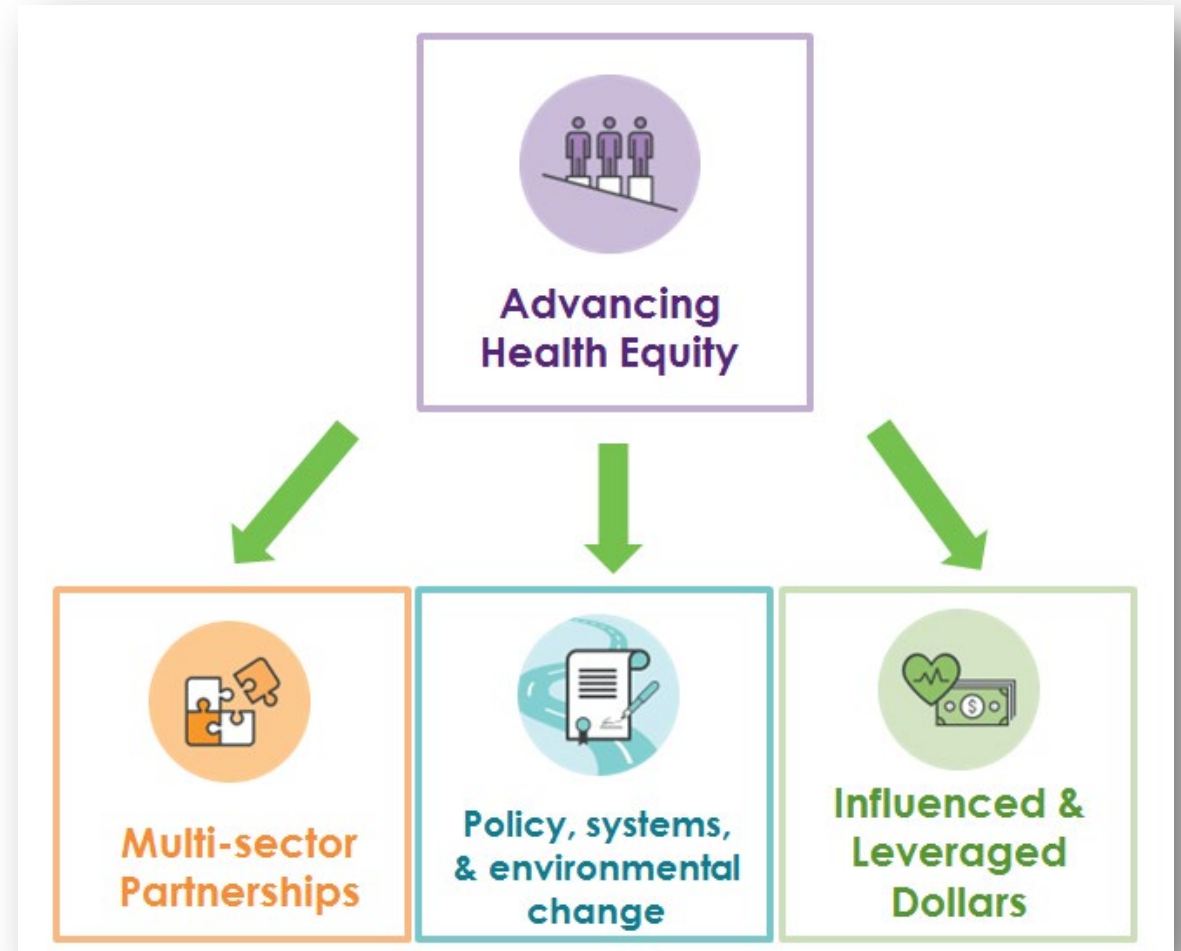 Advancing
Health Equity
Multi-sector
Partnerships
Policy, systems,
& environmental
change
Influenced &
Leveraged
Dollars
$